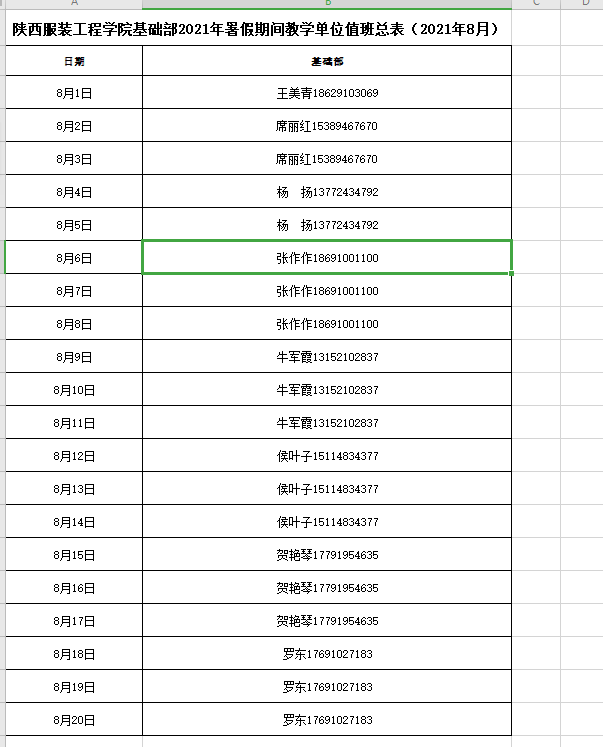 A B C D
陕西服装工程学院基础部2021年暑假期间教学单位值班总表（2021年8月）
日期 基础部
8月1日 王美青18629103069
8月2日 席丽红15389467670
8月3日 席丽红15389467670
8月4日 杨　扬13772434792
8月5日 杨　扬13772434792
8月6日 张作作18691001100
8月7日 张作作18691001100
8月8日 张作作18691001100
8月9日 牛军霞13152102837
8月10日 牛军霞13152102837
8月11日 牛军霞13152102837
8月12日 侯叶子15114834377
8月13日 侯叶子15114834377
8月14日 侯叶子15114834377
8月15日 贺艳琴17791954635
8月16日 贺艳琴17791954635
8月17日 贺艳琴17791954635
8月18日 罗东17691027183
8月19日 罗东17691027183
8月20日 罗东17691027183